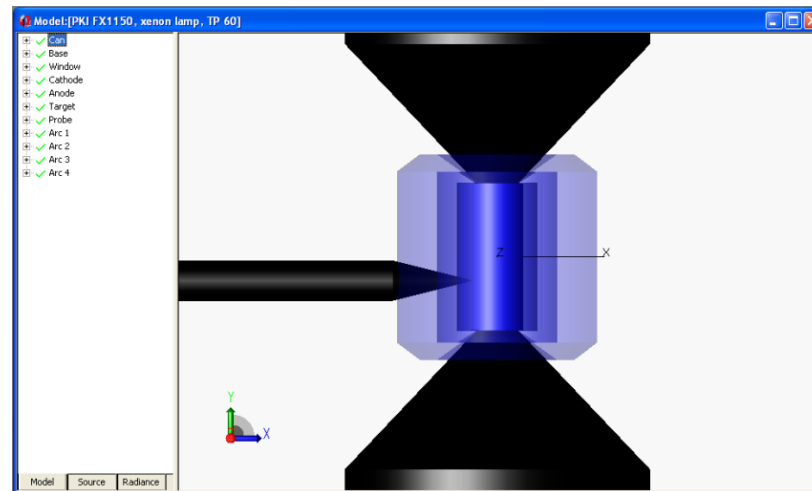 Model:[PKI FX1150, xenon lamp, TP 60]
Can
Base
Window
Cathode
Anode
Target
Probe
Arc 1
Arc 2
Arc 3
Arc 4
Z
X
Y
X
Model
Source
Radiance